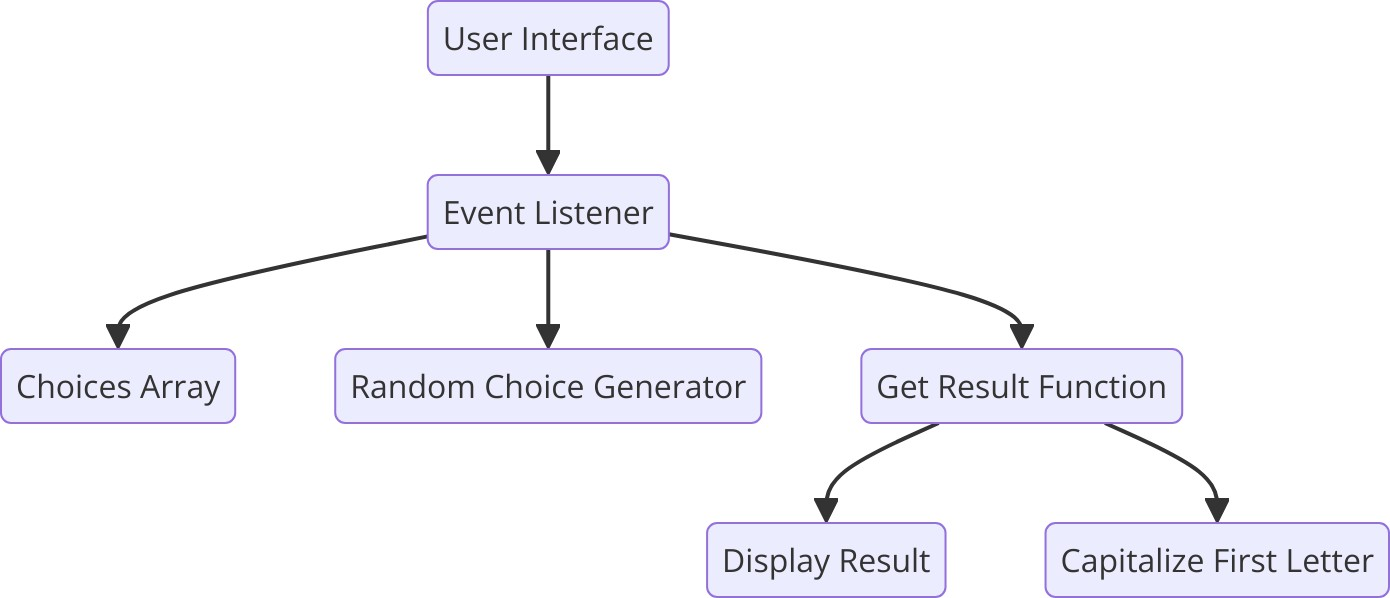 User Interface
Event Listener
Choices Array
Random Choice Generator
Get Result Function
Display Result
Capitalize First Letter